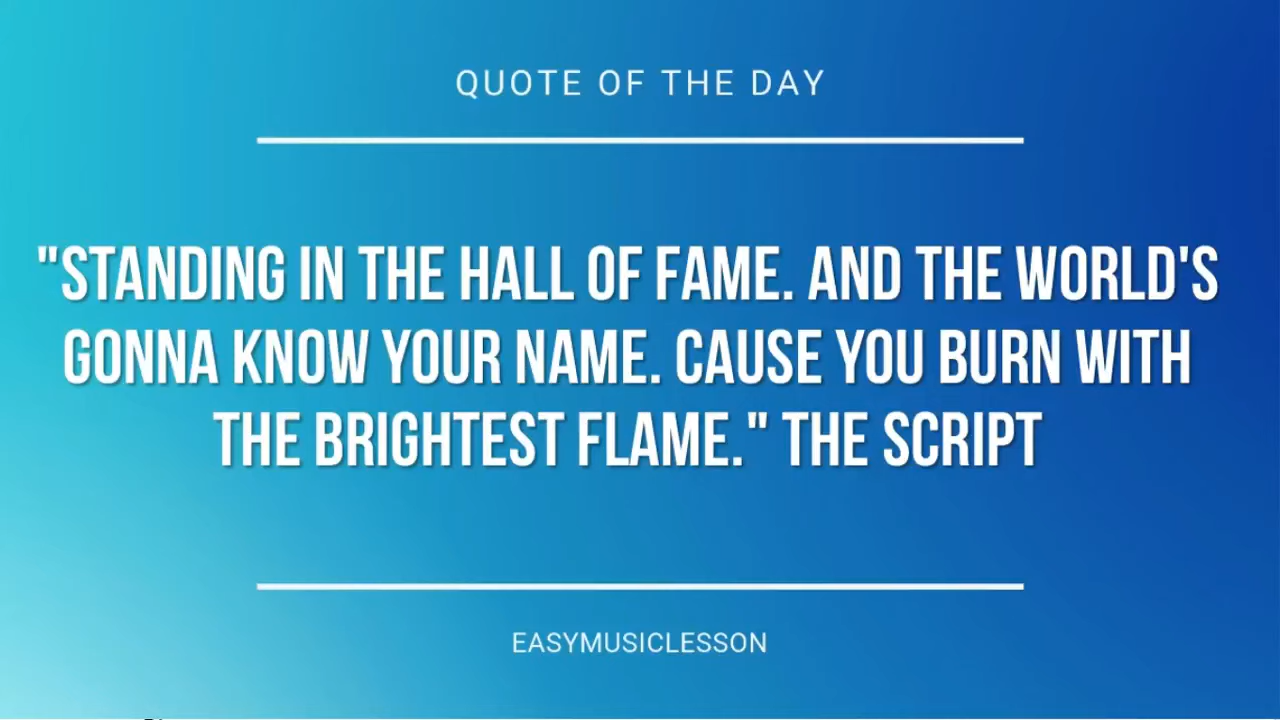 QUOTE OF THE DAY
"STANDING IN THE HALL OF FAME. AND THE WORLD'S
GONNA KNOW YOUR NAME. CAUSE YOU BURN WITH
THE BRIGHTEST FLAME." THE SCRIPT
EASYMUSICLESSON